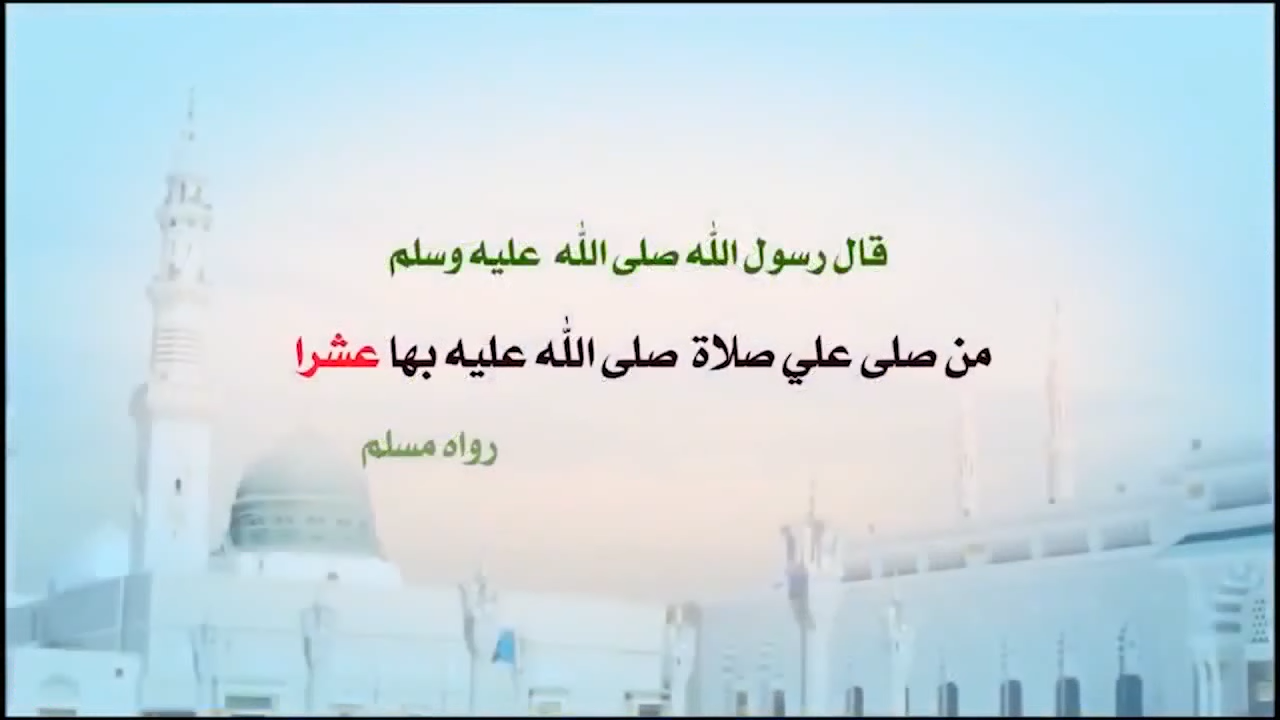 قال رسول الله صلى الله عليه وسلم
من صلى علي صلاة صلى الله عليه بها عشرا
رواه مسلم